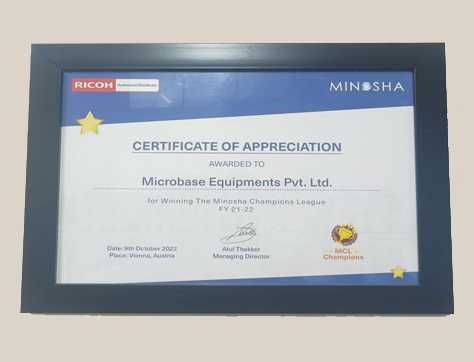 RICOH Authorised Distributor
MINOSHA
CERTIFICATE OF APPRECIATION
AWARDED TO
Microbase Equipments Pvt. Ltd.
for Winning The Minosha Champions League
FY 21-22
Date: 9th October 2022
Place: Vienna, Austria
Atul Thakker
Managing Director
MCL
Champions